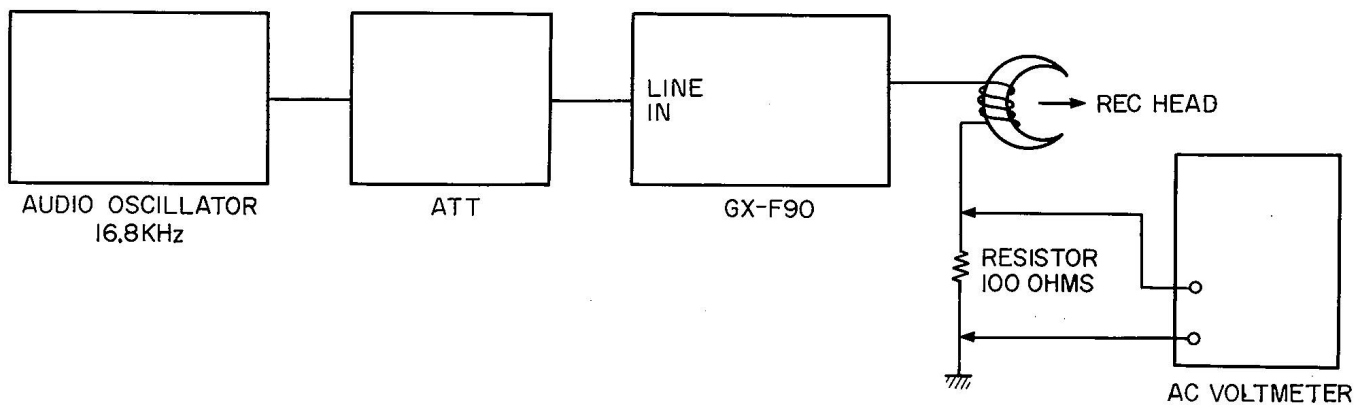 LINE
IN
REC HEAD
AUDIO OSCILLATOR
16.8KHz
ATT
GX-F90
RESISTOR
100 OHMS
AC VOLTMETER